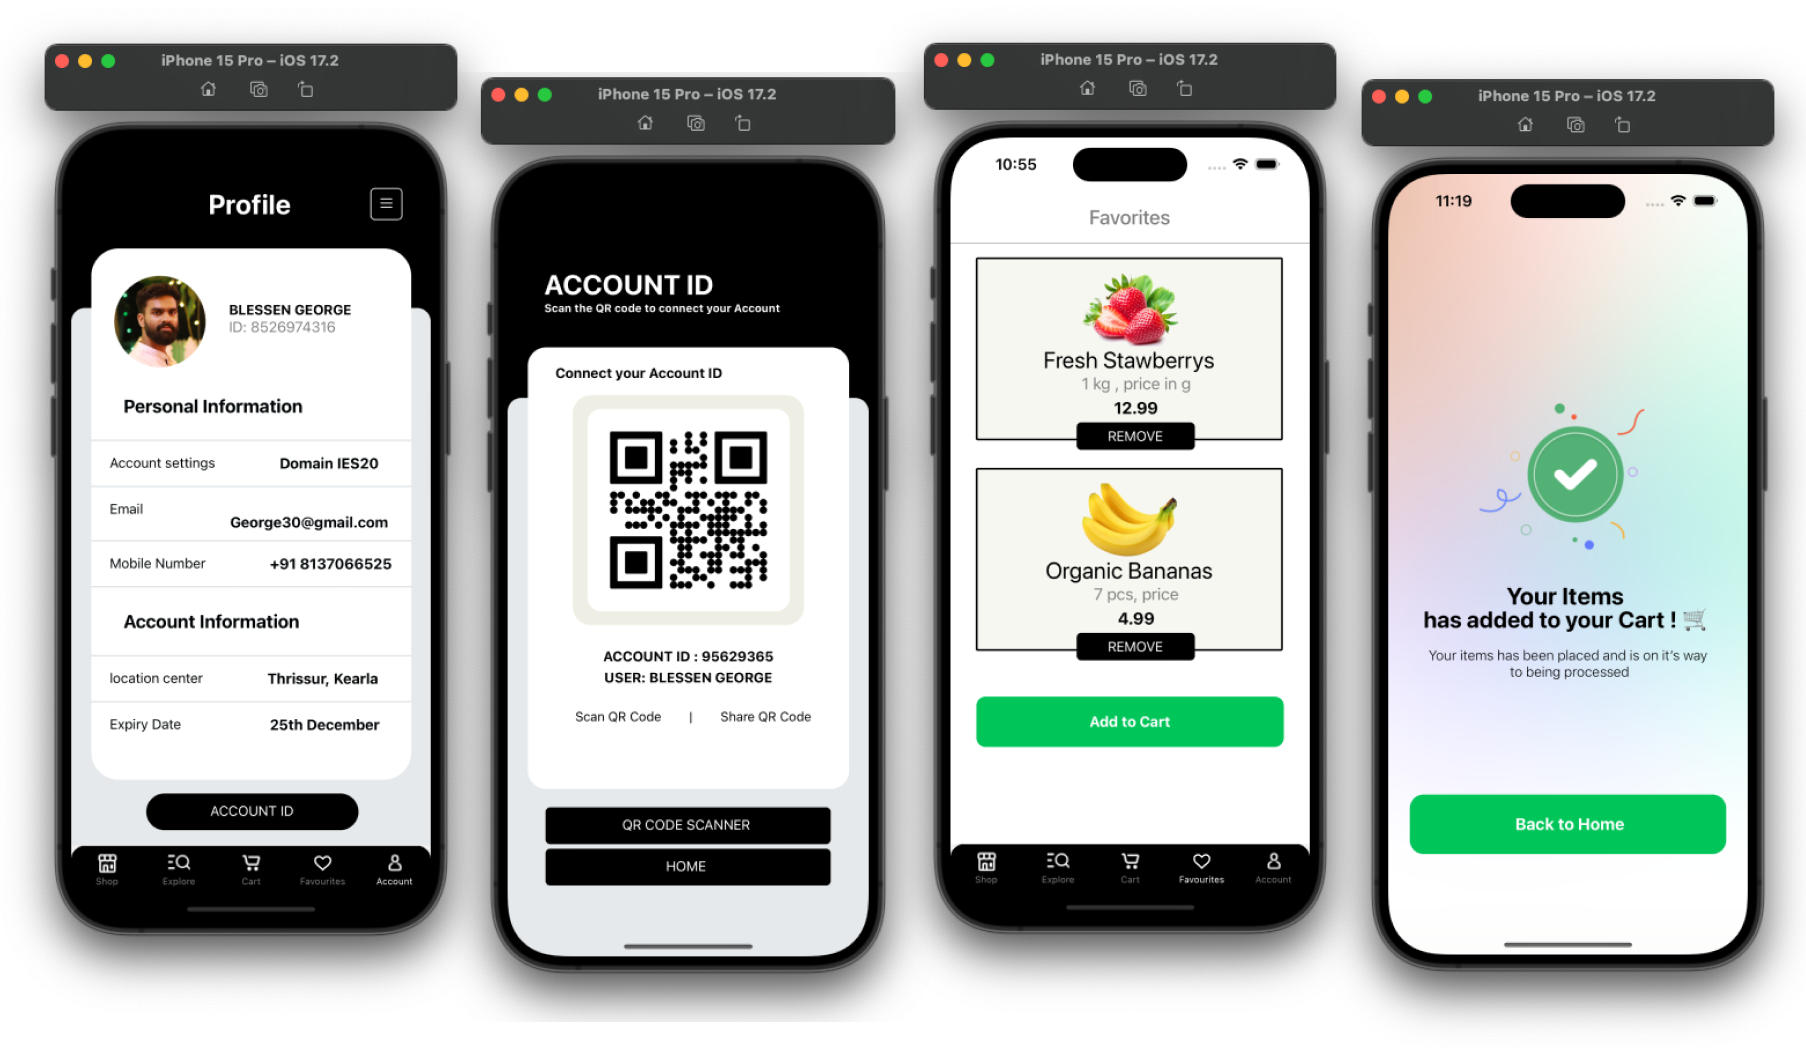 iPhone 15 Pro – iOS 17.2
Profile
BLESSEN GEORGE
ID: 8526974316
Personal Information
Account settings Domain IES20
Email
George30@gmail.com
Mobile Number +91 8137066525
Account Information
location center Thrissur, Kearla
Expiry Date 25th December
ACCOUNT ID
Shop Explore Cart Favourites Account
iPhone 15 Pro – iOS 17.2
ACCOUNT ID
Scan the QR code to connect your Account
Connect your Account ID
ACCOUNT ID : 95629365
USER: BLESSEN GEORGE
Scan QR Code | Share QR Code
QR CODE SCANNER
HOME
iPhone 15 Pro – iOS 17.2
10:55
Favorites
Fresh Stawberrys
1 kg , price in g
12.99
REMOVE
Organic Bananas
7 pcs, price
4.99
REMOVE
Add to Cart
Shop Explore Cart Favourites Account
iPhone 15 Pro – iOS 17.2
11:19
Your Items
has added to your Cart ! 🛒
Your items has been placed and is on it's way
to being processed
Back to Home